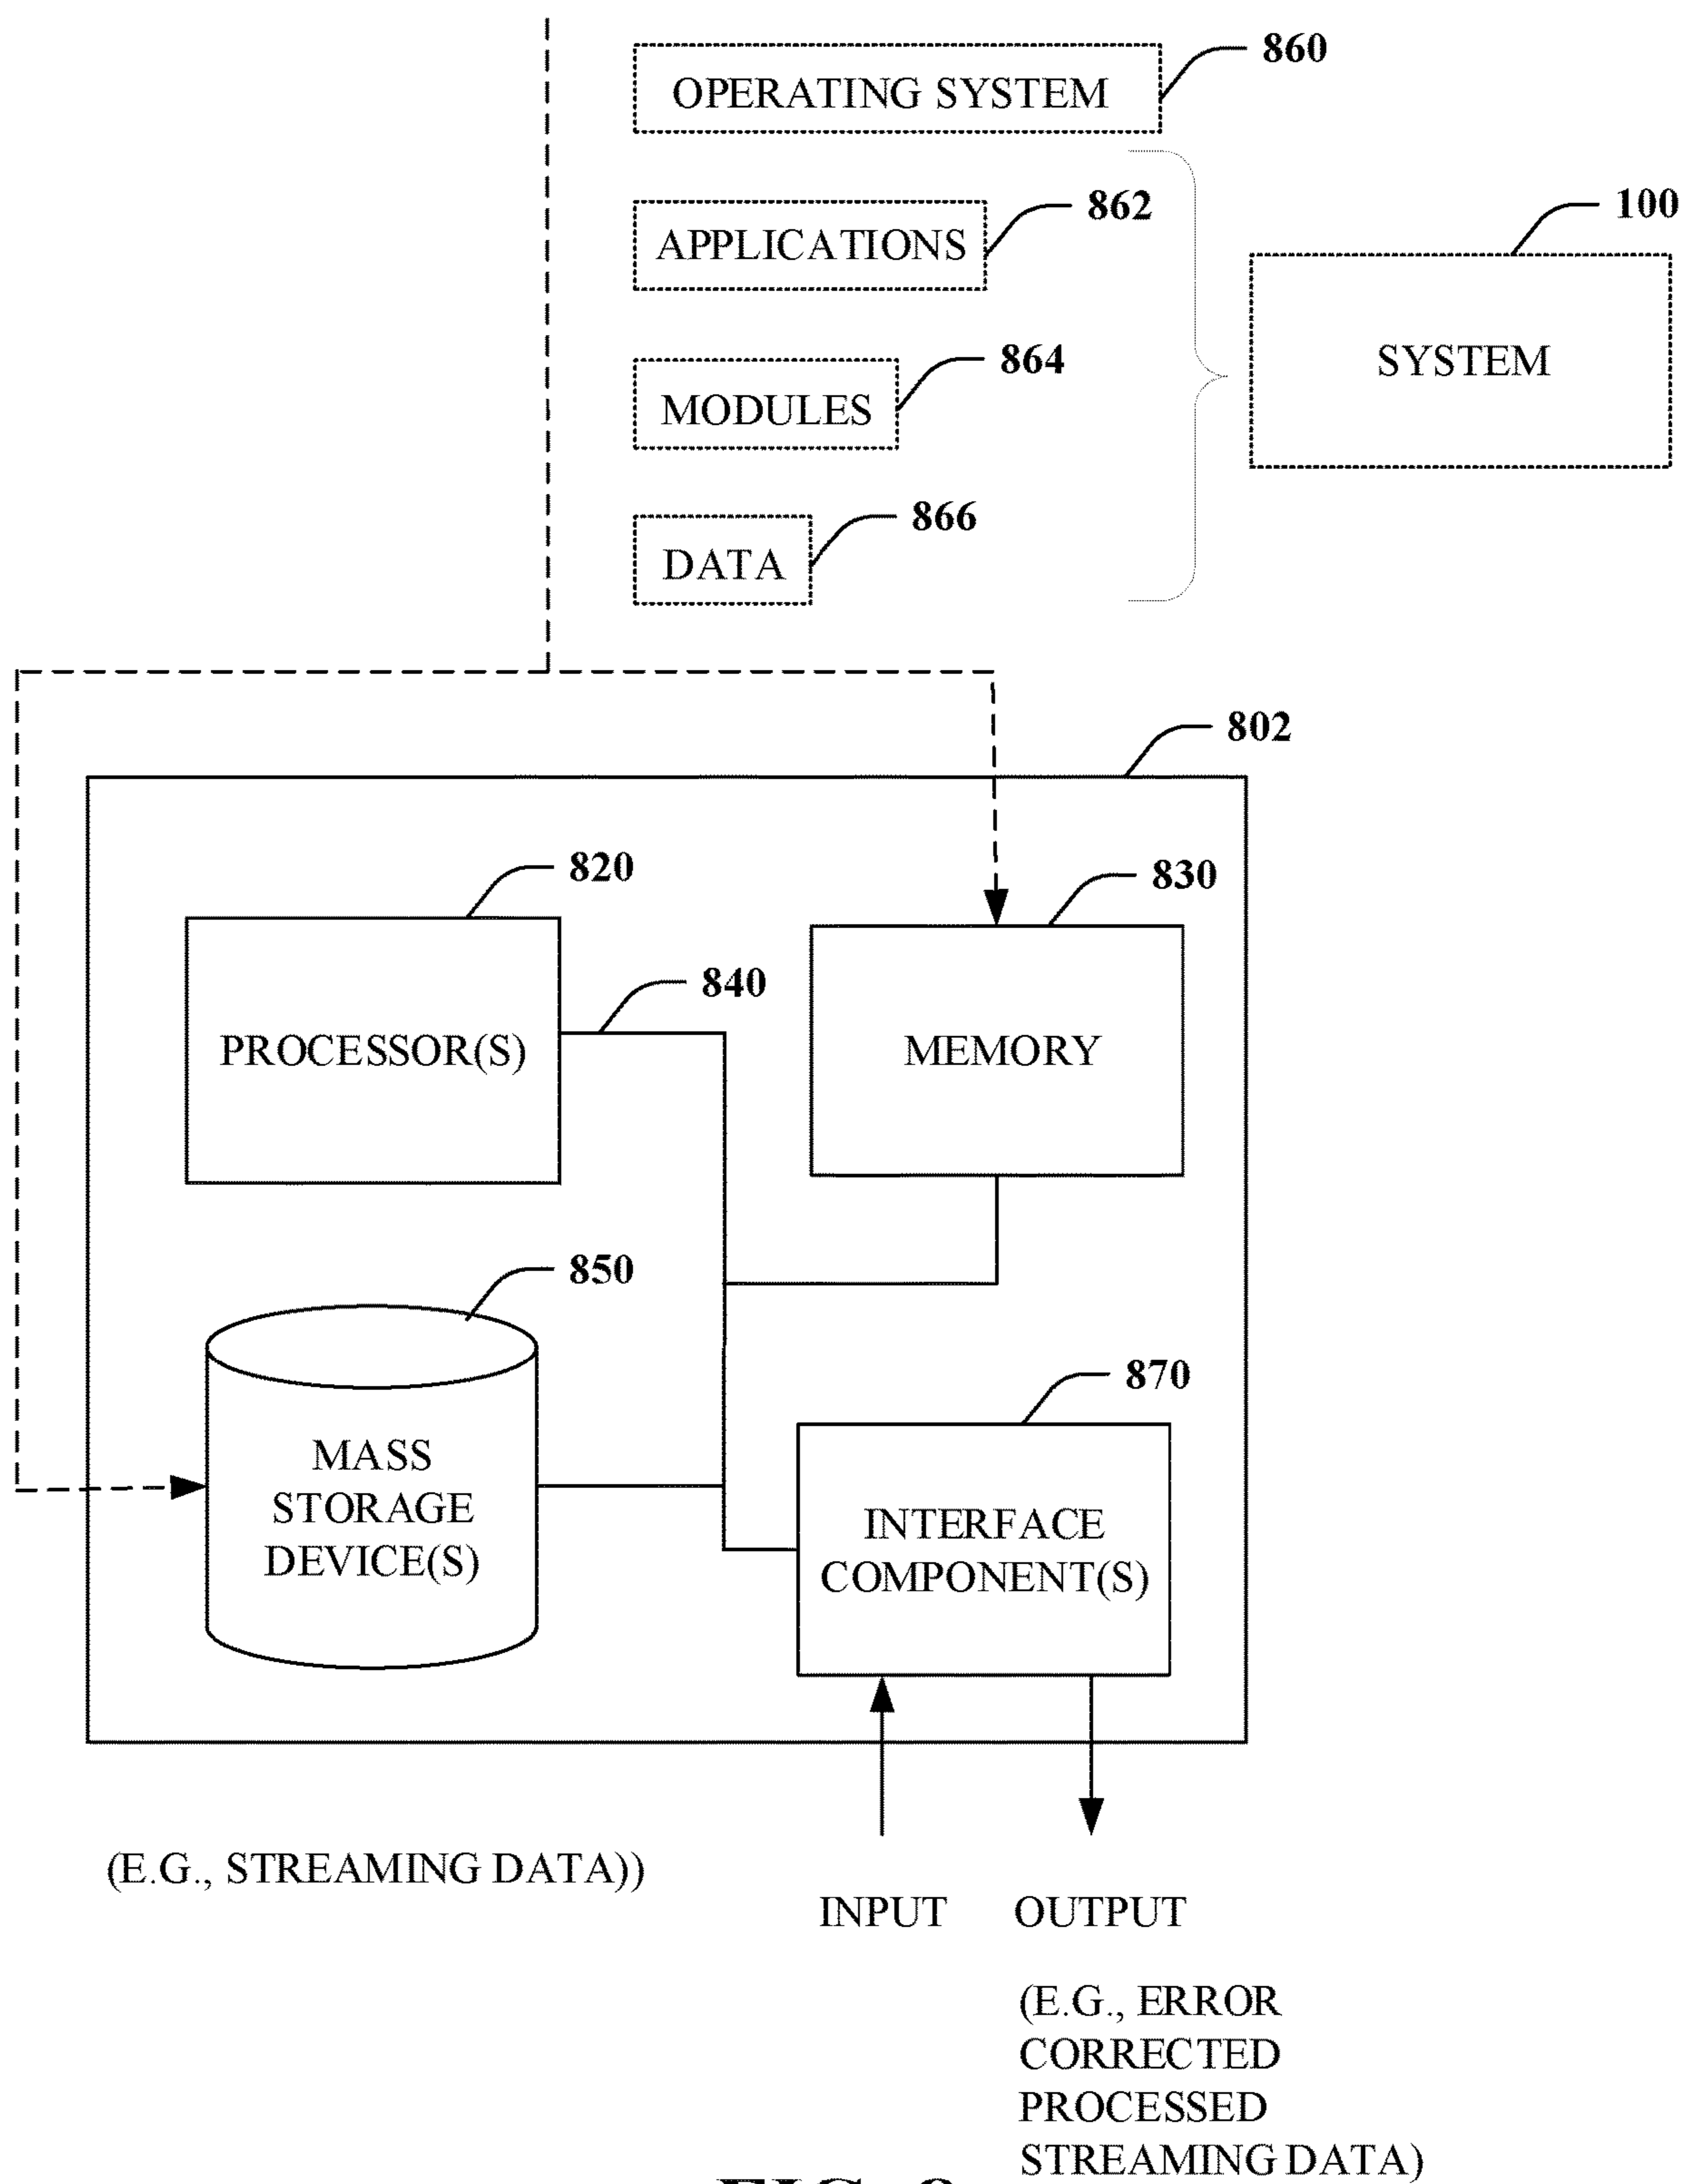 860
OPERATING SYSTEM
862
APPLICATIONS
100
SYSTEM
864
MODULES
866
DATA
802
820
PROCESSOR(S)
830
MEMORY
840
850
MASS
STORAGE
DEVICE(S)
870
INTERFACE
COMPONENT(S)
(E.G., STREAMING DATA))
INPUT
OUTPUT
(E.G., ERROR
CORRECTED
PROCESSED
STREAMING DATA)